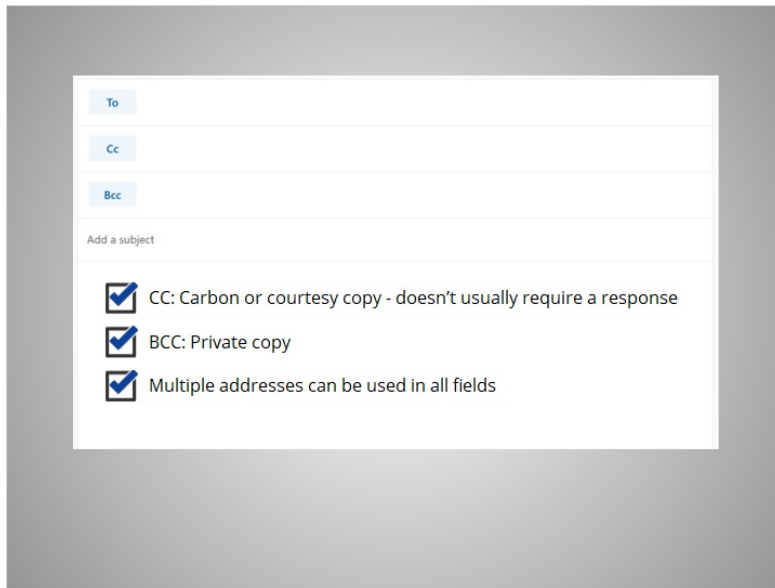 To
Cc
Bcc
Add a subject
CC: Carbon or courtesy copy - doesn’t usually require a response
BCC: Private copy
Multiple addresses can be used in all fields